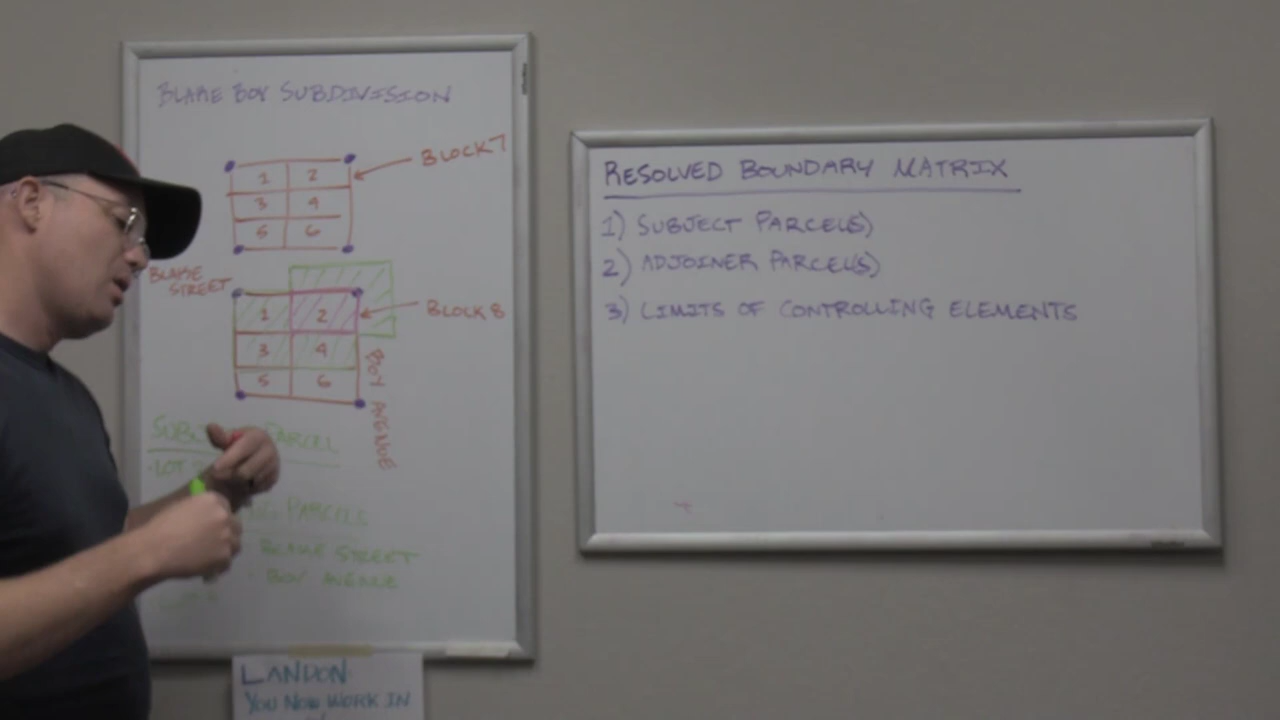 BLAKE BOY SUBDIVISION
BLOCK 7
1 2
3 4
5 6
BLAKE
STREET
1 2
BLOCK 8
3 4
5 6
BOY AVENUE
PARCEL
LOT
PARCELS
BLAKE STREET
BOY AVENUE
LANDON
YOU NOW WORK IN
RESOLVED BOUNDARY MATRIX
1) SUBJECT PARCEL(S)
2) ADJOINER PARCEL(S)
3) LIMITS OF CONTROLLING ELEMENTS